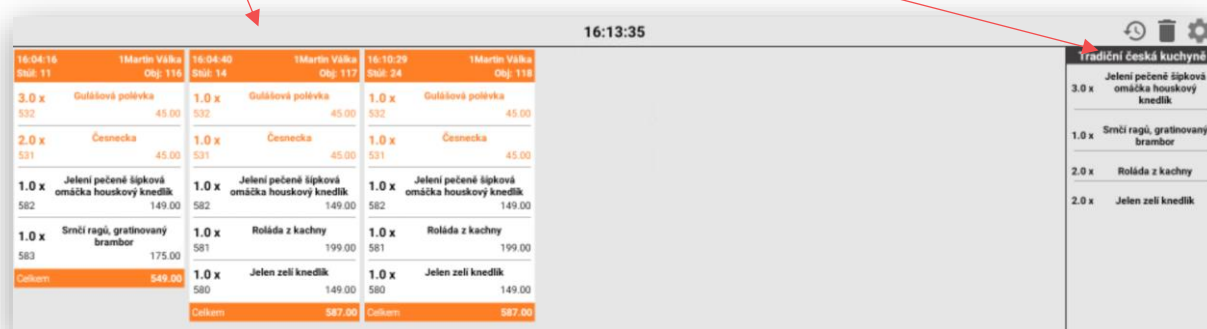 16:13:35
16:04:16 1Martin Válka
Stůl: 11 Obj: 116
3.0 x Gulášová polévka
532 45.00
2.0 x Česnecka
531 45.00
1.0 x Jelení pečeně šípková
omáčka houskový knedlík
582 149.00
1.0 x Srnčí ragů, gratinovaný
brambor
583 175.00
Celkem 549.00
16:04:40 1Martin Válka
Stůl: 14 Obj: 117
1.0 x Gulášová polévka
532 45.00
1.0 x Česnecka
531 45.00
1.0 x Jelení pečeně šípková
omáčka houskový knedlík
582 149.00
1.0 x Roláda z kachny
581 199.00
1.0 x Jelen zelí knedlík
580 149.00
Celkem 587.00
16:10:29 1Martin Válka
Stůl: 24 Obj: 118
1.0 x Gulášová polévka
532 45.00
1.0 x Česnecka
531 45.00
1.0 x Jelení pečeně šípková
omáčka houskový knedlík
582 149.00
1.0 x Roláda z kachny
581 199.00
1.0 x Jelen zelí knedlík
580 149.00
Celkem 587.00
Tradiční česká kuchyně
Jelení pečeně šípková
3.0 x omáčka houskový
knedlík
1.0 x Srnčí ragů, gratinovaný
brambor
2.0 x Roláda z kachny
2.0 x Jelen zelí knedlík